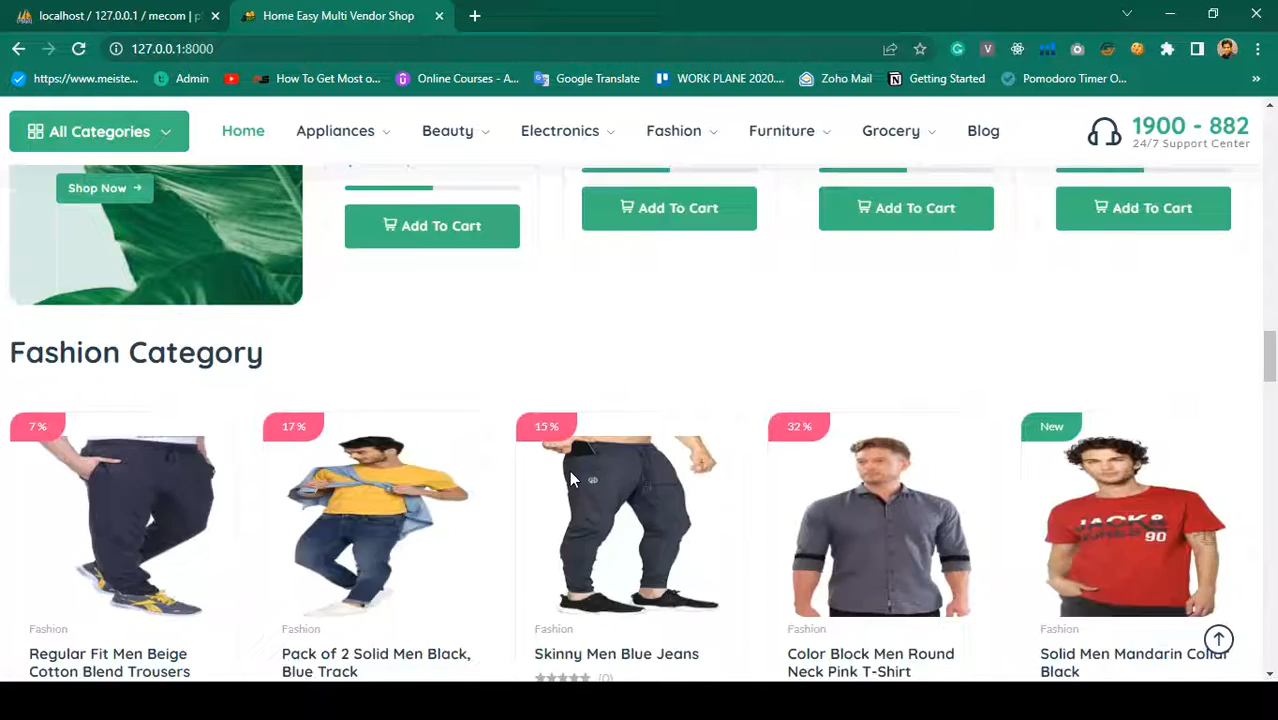 localhost / 127.0.0.1 / mecom | p
Home Easy Multi Vendor Shop
127.0.0.1:8000
https://www.meiste...
Admin
How To Get Most o...
Online Courses - A...
Google Translate
WORK PLANE 2020....
Zoho Mail
Getting Started
Pomodoro Timer O...
»
All Categories
Home
Appliances
Beauty
Electronics
Fashion
Furniture
Grocery
Blog
1900 - 882
24/7 Support Center
Shop Now
Add To Cart
Add To Cart
Add To Cart
Add To Cart
Fashion Category
7 %
17 %
15 %
32 %
New
JACK&
90
Fashion
Fashion
Fashion
Fashion
Fashion
Regular Fit Men Beige
Cotton Blend Trousers
Pack of 2 Solid Men Black,
Blue Track
Skinny Men Blue Jeans
(0)
Color Block Men Round
Neck Pink T-Shirt
Solid Men Mandarin Collar
Black